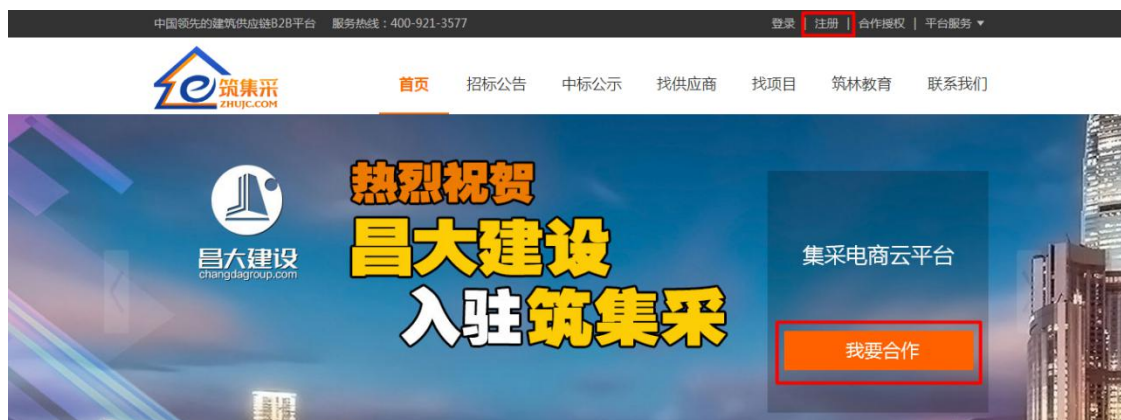 中国领先的建筑供应链B2B平台 服务热线：400-921-3577 登录 | 注册 | 合作授权 | 平台服务 ▼
e筑集采
ZHUJC.COM
首页 招标公告 中标公示 找供应商 找项目 筑林教育 联系我们
昌大建设
changdagroup.com
热烈祝贺
昌大建设
入驻筑集采
集采电商云平台
我要合作